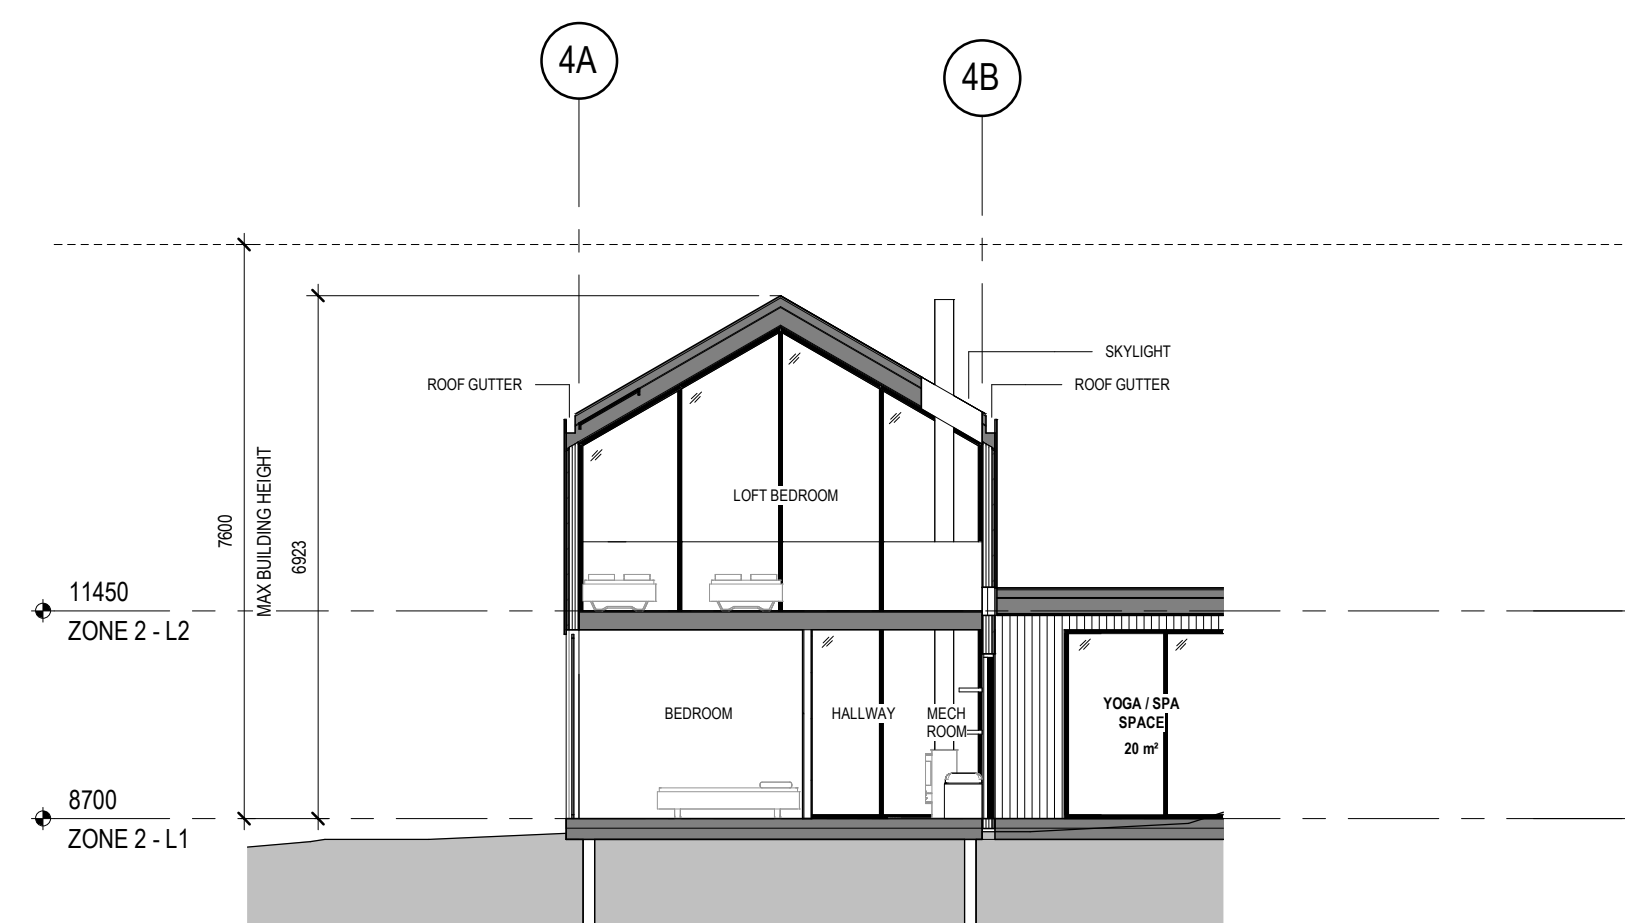 4A
4B
SKYLIGHT
ROOF GUTTER
ROOF GUTTER
MAX BUILDING HEIGHT
7600
6923
LOFT BEDROOM
11450
ZONE 2 - L2
BEDROOM
HALLWAY
MECH
ROOM
YOGA / SPA
SPACE
20 m²
8700
ZONE 2 - L1